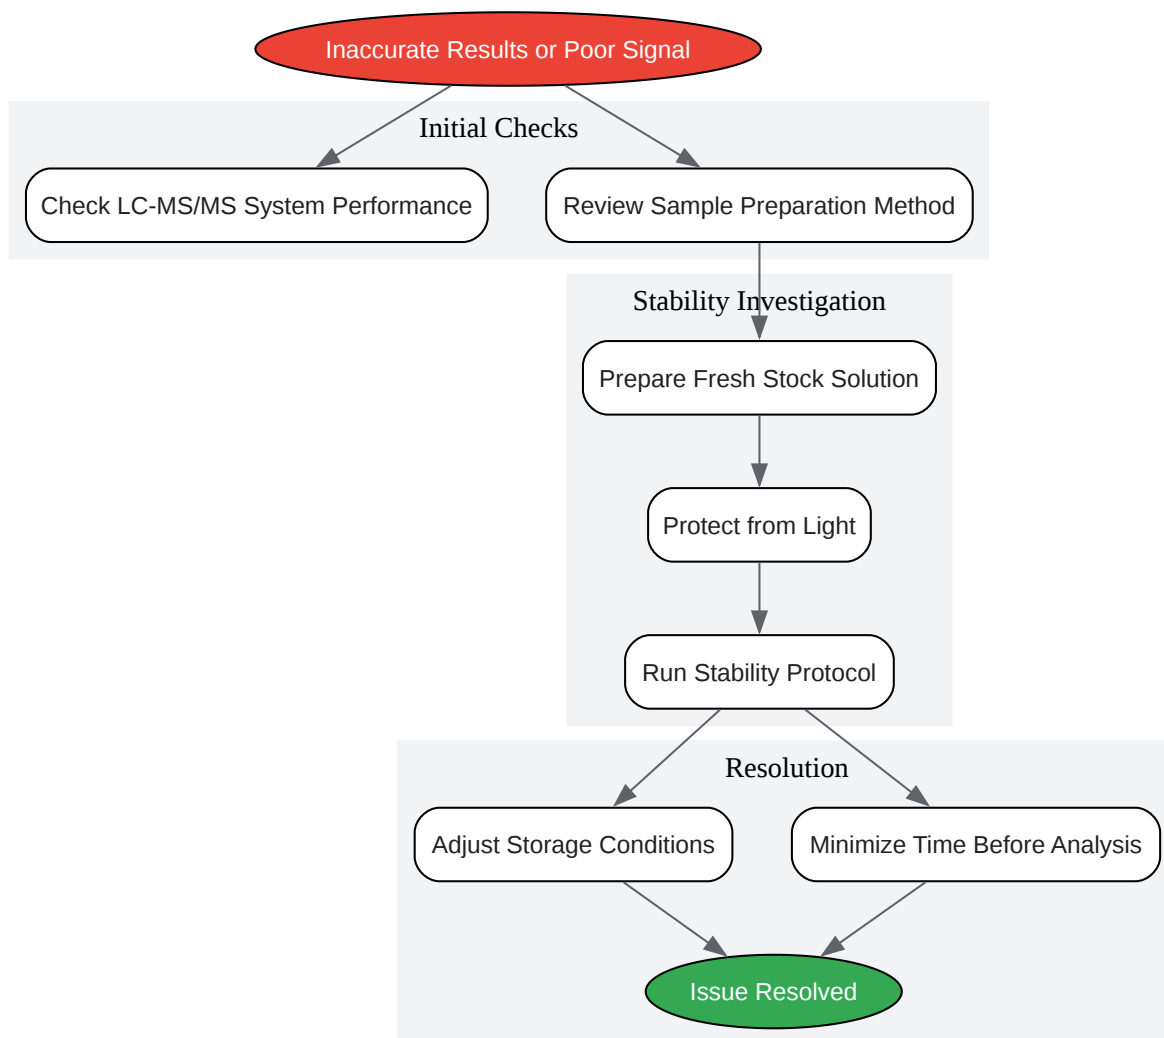 Inaccurate Results or Poor Signal
Initial Checks
Check LC-MS/MS System Performance
Review Sample Preparation Method
Stability Investigation
Prepare Fresh Stock Solution
Protect from Light
Run Stability Protocol
Resolution
Adjust Storage Conditions
Minimize Time Before Analysis
Issue Resolved